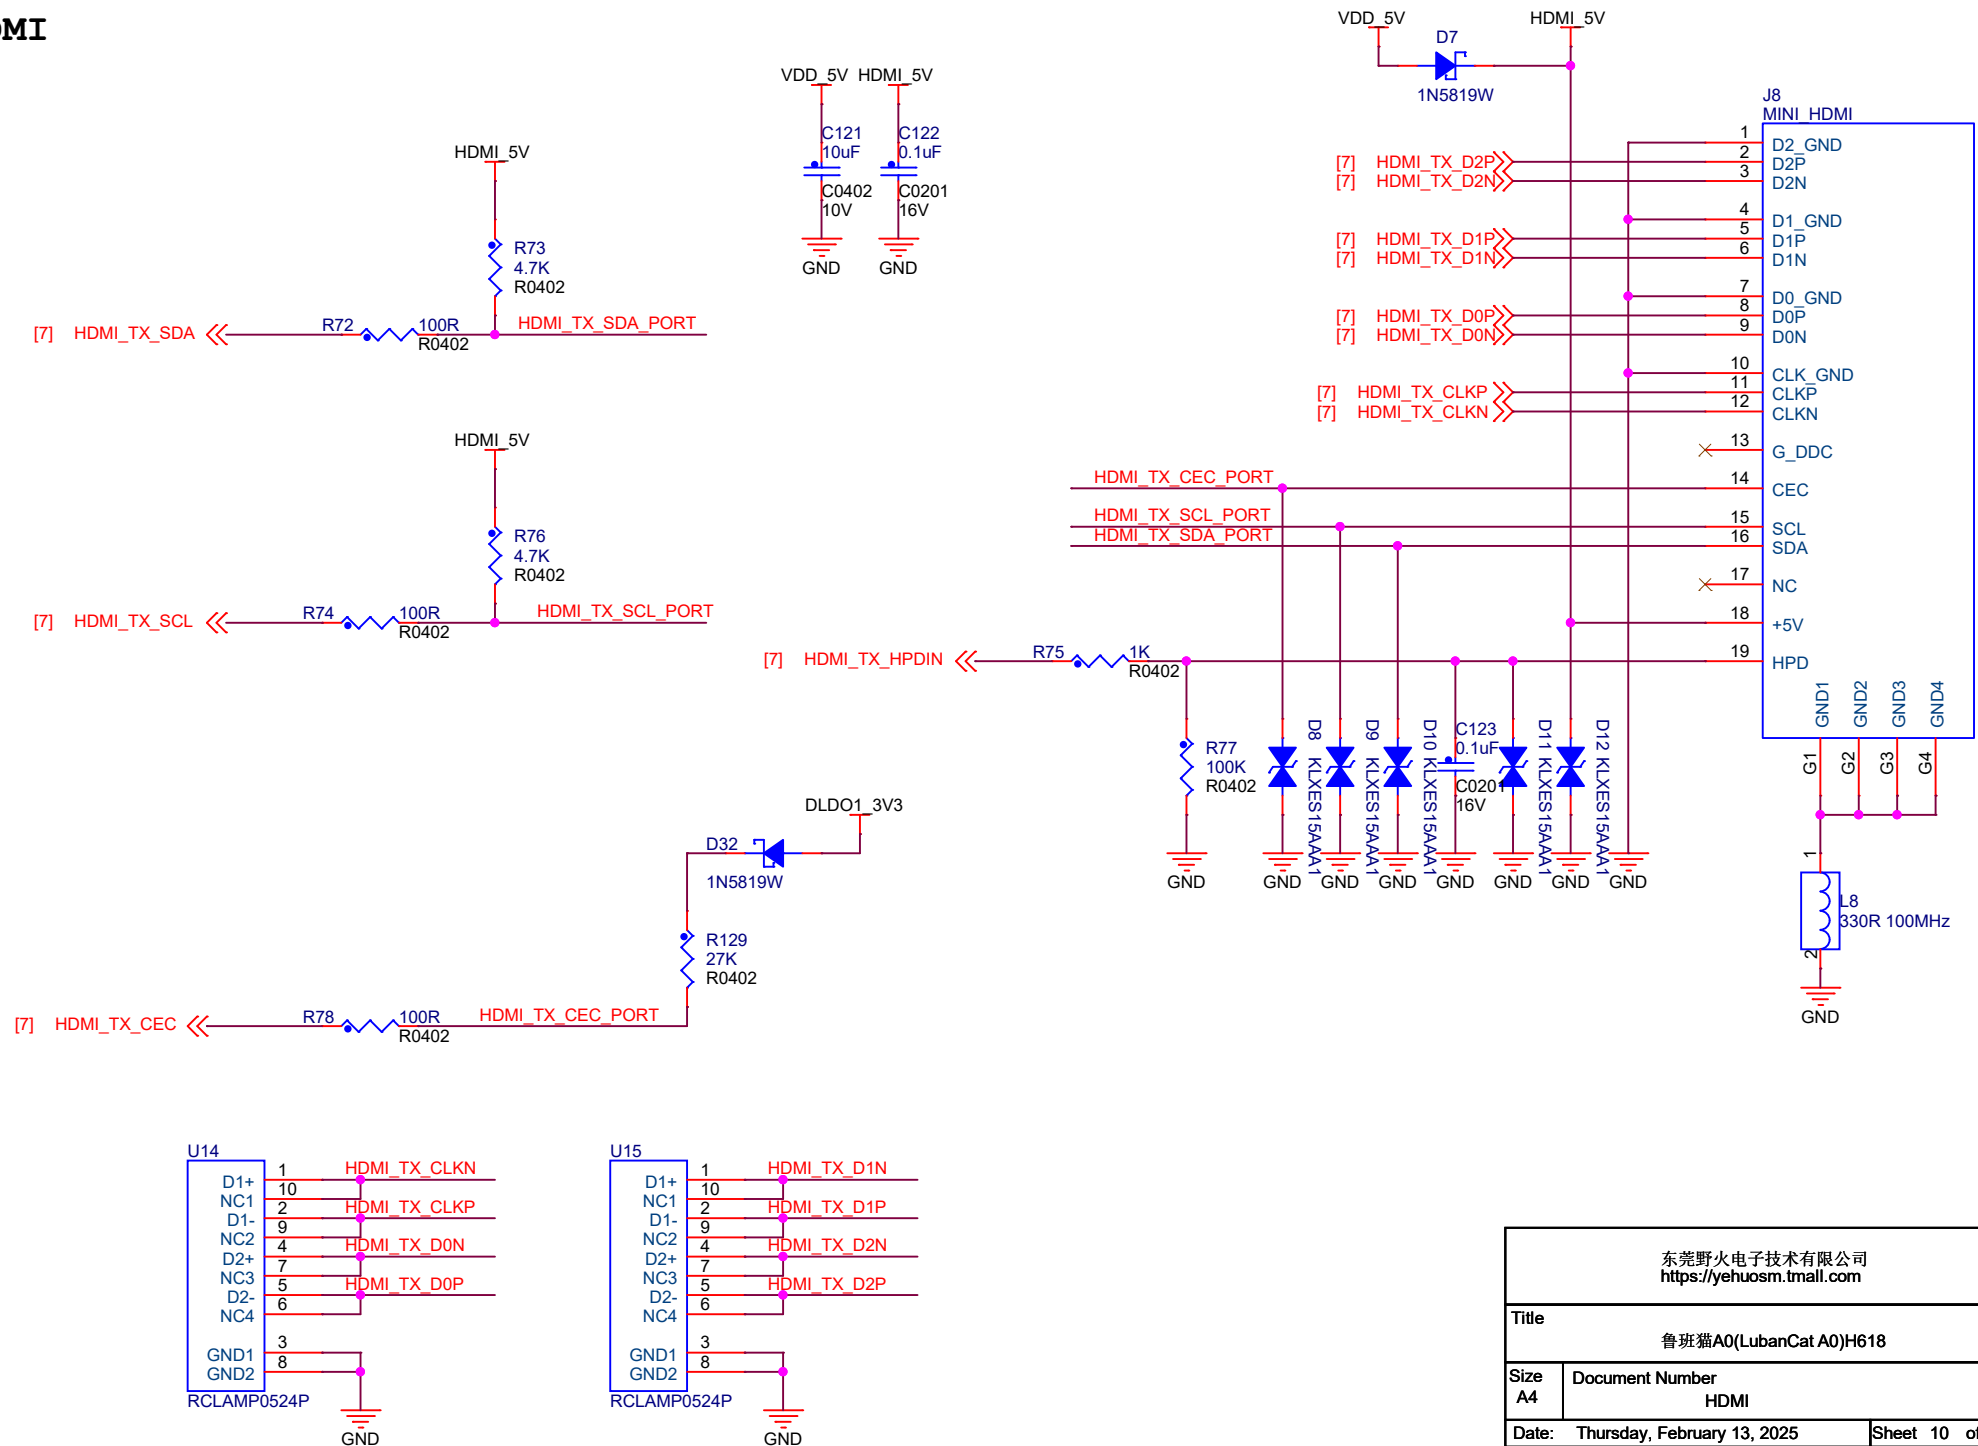 MI
VDD_5V
HDMI_5V
D7
1N5819W
VDD_5V HDMI_5V
C121
10uF
C0402
10V
GND
C122
0.1uF
C0201
16V
GND
HDMI_5V
R73
4.7K
R0402
[7] HDMI_TX_SDA
R72
100R
R0402
HDMI_TX_SDA_PORT
HDMI_5V
R76
4.7K
R0402
[7] HDMI_TX_SCL
R74
100R
R0402
HDMI_TX_SCL_PORT
J8
MINI_HDMI
1 D2_GND
[7] HDMI_TX_D2P 2 D2P
[7] HDMI_TX_D2N 3 D2N
4 D1_GND
[7] HDMI_TX_D1P 5 D1P
[7] HDMI_TX_D1N 6 D1N
7 D0_GND
[7] HDMI_TX_D0P 8 D0P
[7] HDMI_TX_D0N 9 D0N
10 CLK_GND
[7] HDMI_TX_CLKP 11 CLKP
[7] HDMI_TX_CLKN 12 CLKN
13 G_DDC
HDMI_TX_CEC_PORT 14 CEC
HDMI_TX_SCL_PORT 15 SCL
HDMI_TX_SDA_PORT 16 SDA
17 NC
18 +5V
[7] HDMI_TX_HPDIN R75 1K 19 HPD
R0402
GND1 GND2 GND3 GND4
G1 G2 G3 G4
R77
100K
R0402
D8 KLXES15AAA1
D9 KLXES15AAA1
D10 KLXES15AAA1
C123
0.1uF
C0201
16V
D11 KLXES15AAA1
D12 KLXES15AAA1
GND GND GND GND GND GND GND GND
1
L8
330R 100MHz
2
GND
DLDO1_3V3
D32
1N5819W
R129
27K
R0402
[7] HDMI_TX_CEC
R78
100R
R0402
HDMI_TX_CEC_PORT
U14
D1+ 1 HDMI_TX_CLKN
NC1 10
D1- 2 HDMI_TX_CLKP
NC2 9
D2+ 4 HDMI_TX_D0N
NC3 7
D2- 5 HDMI_TX_D0P
NC4 6
GND1 3
GND2 8
RCLAMP0524P
GND
U15
D1+ 1 HDMI_TX_D1N
NC1 10
D1- 2 HDMI_TX_D1P
NC2 9
D2+ 4 HDMI_TX_D2N
NC3 7
D2- 5 HDMI_TX_D2P
NC4 6
GND1 3
GND2 8
RCLAMP0524P
GND
东莞野火电子技术有限公司
https://yehuosm.tmall.com
Title
鲁班猫A0(LubanCat A0)H618
Size
A4
Document Number
HDMI
Date: Thursday, February 13, 2025
Sheet 10 of